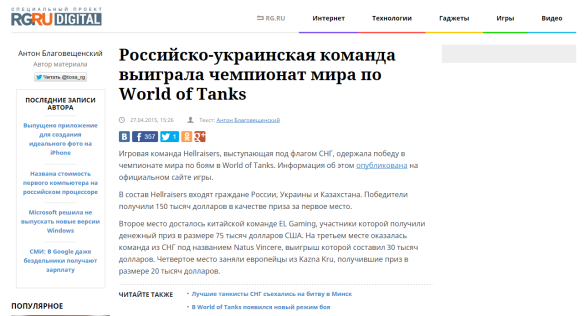 СПЕЦИАЛЬНЫЙ ПРОЕКТ
RGRU DIGITAL
RG.RU
Интернет
Технологии
Гаджеты
Игры
Видео
Антон Благовещенский
Автор материала
Читать @tosa_rg
ПОСЛЕДНИЕ ЗАПИСИ
АВТОРА
Выпущено приложение
для создания
идеального фото на
iPhone
Названа стоимость
первого компьютера на
российском процессоре
Microsoft решила не
выпускать новые версии
Windows
СМИ: В Google даже
бездельники получают
зарплату
ПОПУЛЯРНОЕ
Российско-украинская команда
выиграла чемпионат мира по
World of Tanks
27.04.2015, 15:26
Текст: Антон Благовещенский
B
f 357
1
g+
Игровая команда Hellraisers, выступающая под флагом СНГ, одержала победу в
чемпионате мира по боям в World of Tanks. Информация об этом опубликована на
официальном сайте игры.
В состав Hellraisers входят граждане России, Украины и Казахстана. Победители
получили 150 тысяч долларов в качестве приза за первое место.
Второе место досталось китайской команде EL Gaming, участники которой получили
денежный приз в размере 75 тысяч долларов США. На третьем месте оказалась
команда из СНГ под названием Natus Vincere, выигрыш которой составил 30 тысяч
долларов. Четвертое место заняли европейцы из Kazna Kru, получившие приз в
размере 20 тысяч долларов.
ЧИТАЙТЕ ТАКЖЕ
Лучшие танкисты СНГ съехались на битву в Минск
В World of Tanks появился новый режим боя